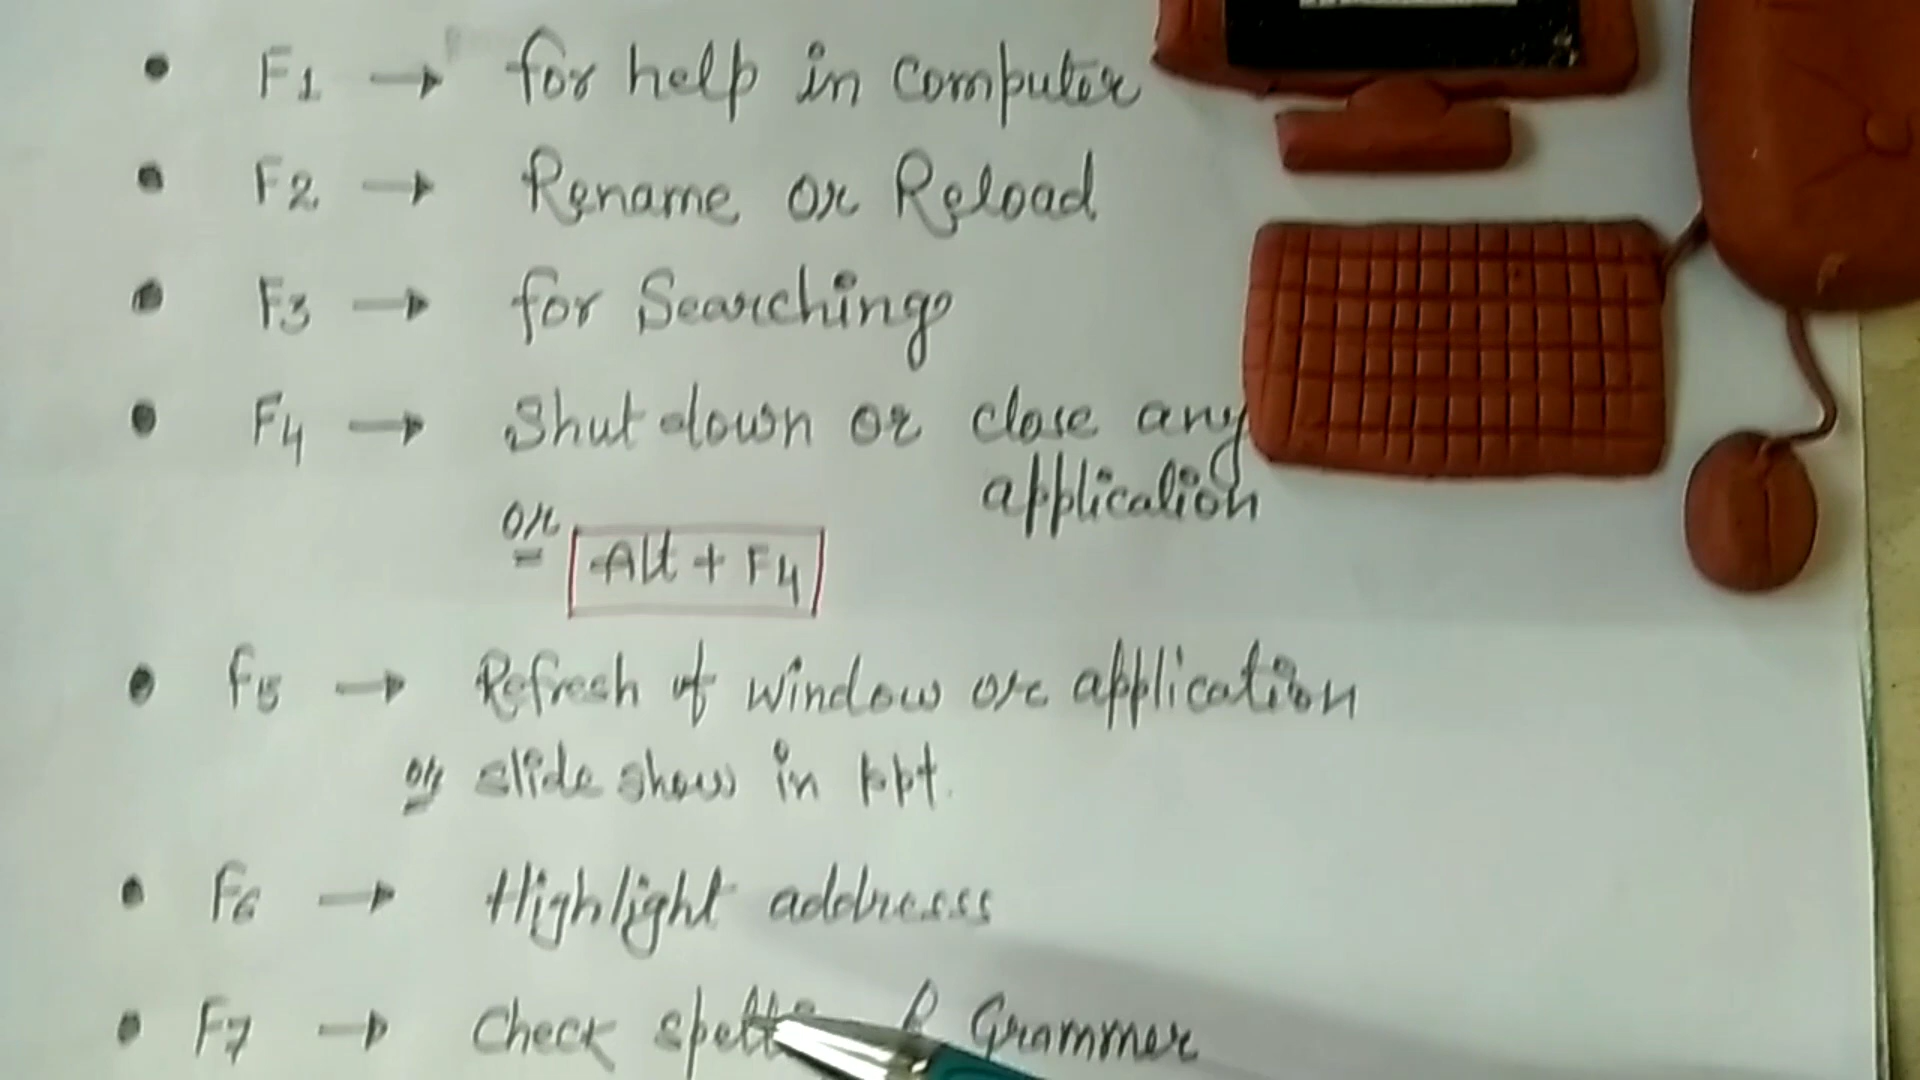 • F1 → for help in computer
• F2 → Rename or Reload
• F3 → for Searching
• F4 → Shut down or close any
application
or Alt + F4
• F5 → Refresh of window or application
or slide show in ppt.
• F6 → Highlight address
• F7 → Check & Grammer